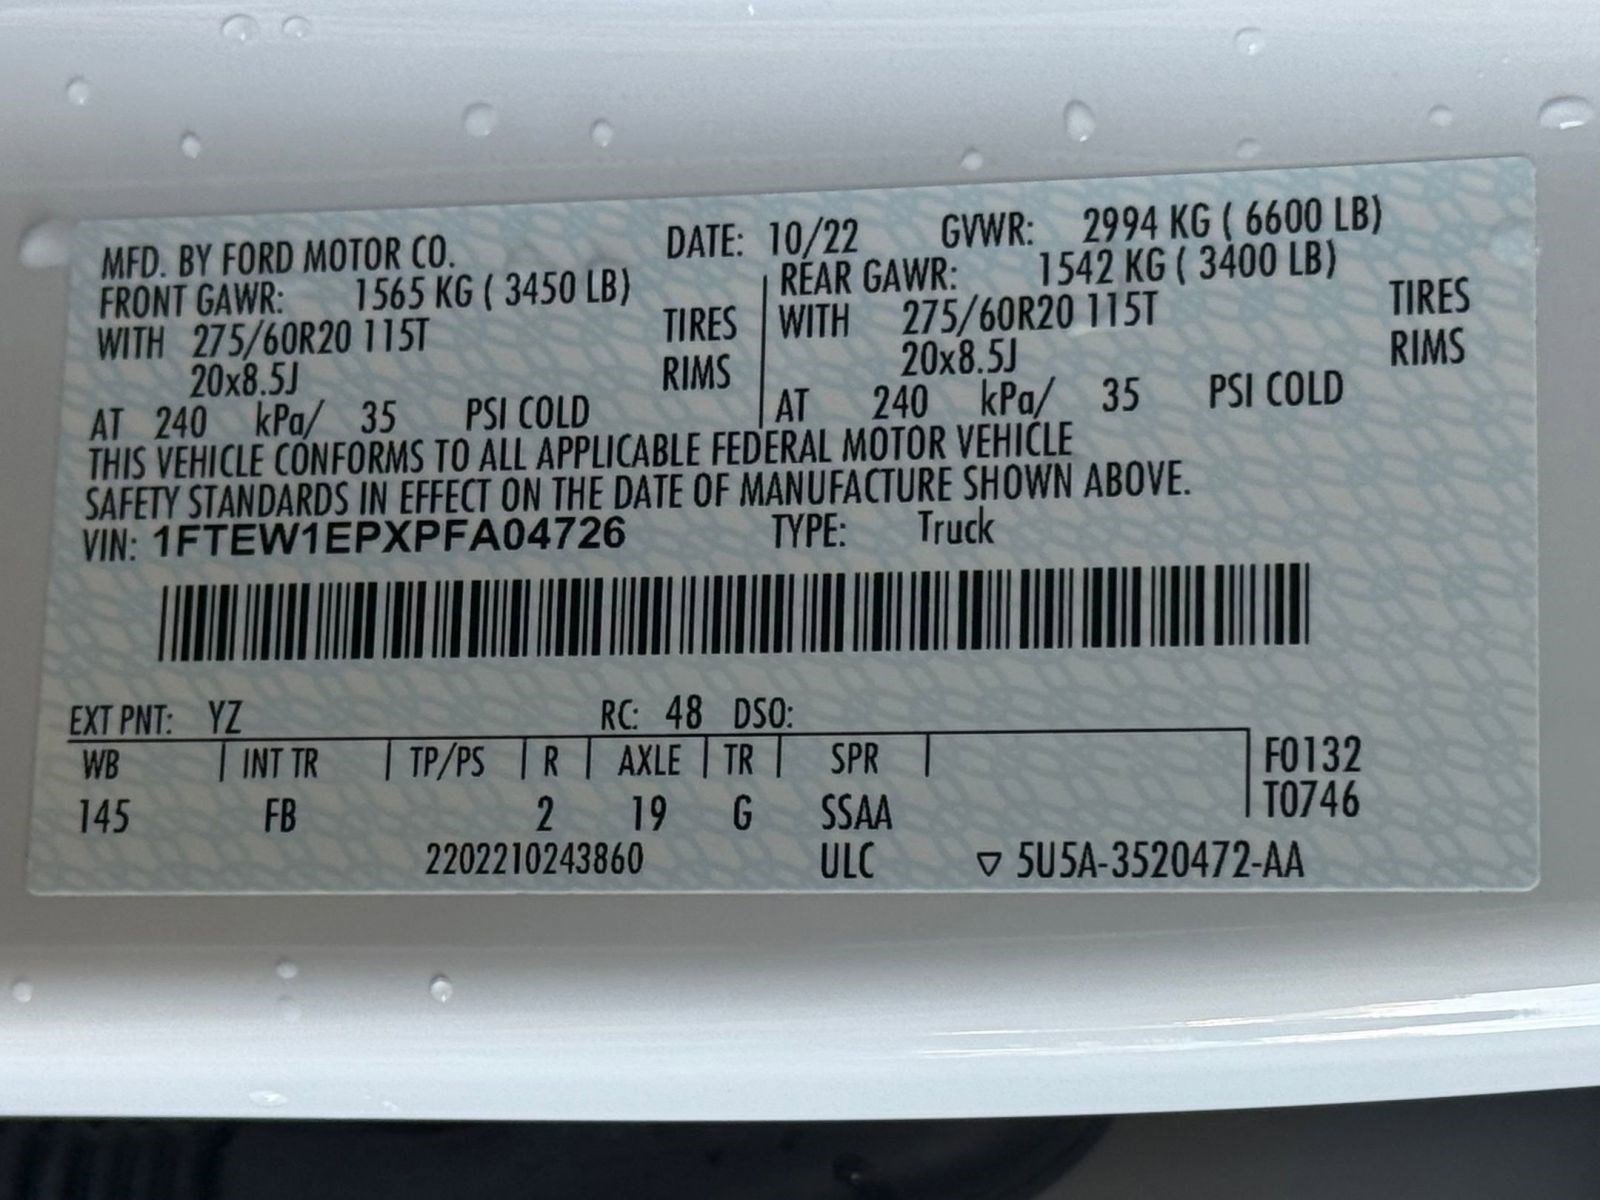 MFD. BY FORD MOTOR CO. DATE: 10/22 GVWR: 2994 KG ( 6600 LB)
FRONT GAWR: 1565 KG ( 3450 LB) REAR GAWR: 1542 KG ( 3400 LB)
WITH 275/60R20 115T TIRES WITH 275/60R20 115T TIRES
20x8.5J RIMS 20x8.5J RIMS
AT 240 kPa/ 35 PSI COLD AT 240 kPa/ 35 PSI COLD
THIS VEHICLE CONFORMS TO ALL APPLICABLE FEDERAL MOTOR VEHICLE
SAFETY STANDARDS IN EFFECT ON THE DATE OF MANUFACTURE SHOWN ABOVE.
VIN: 1FTEW1EPXPFA04726 TYPE: Truck
EXT PNT: YZ RC: 48 DSO:
WB INT TR TP/PS R AXLE TR SPR F0132
145 FB 2 19 G SSAA T0746
2202210243860 ULC ▽ 5U5A-3520472-AA